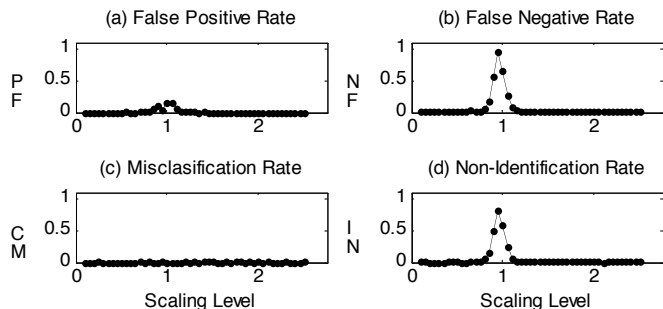 (a) False Positive Rate
(b) False Negative Rate
1
0.5
0
P
F
0
1
2
1
0.5
0
N
F
0
1
2
(c) Misclasification Rate
(d) Non-Identification Rate
1
0.5
0
C
M
0
1
2
Scaling Level
1
0.5
0
I
N
0
1
2
Scaling Level